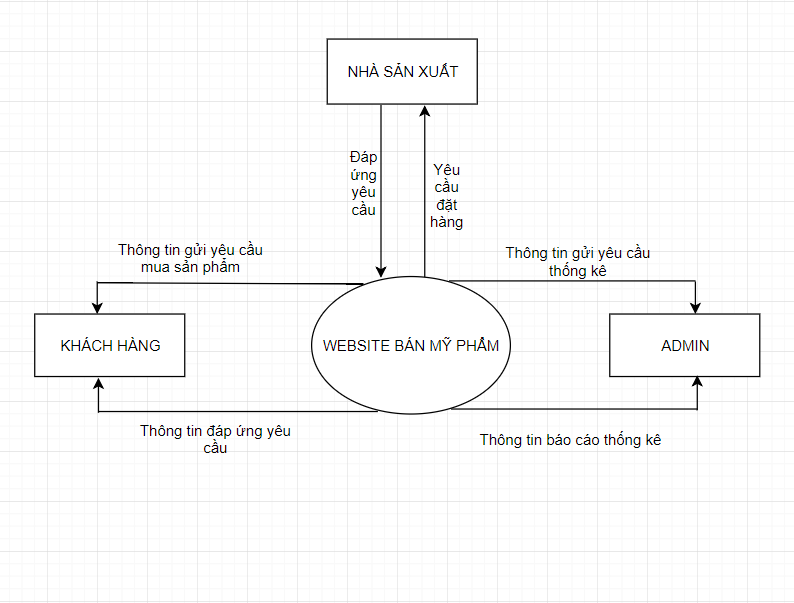 NHÀ SẢN XUẤT
Đáp
ứng
yêu
cầu
Yêu
cầu
đặt
hàng
Thông tin gửi yêu cầu
mua sản phẩm
Thông tin gửi yêu cầu
thống kê
KHÁCH HÀNG
WEBSITE BÁN MỸ PHẨM
ADMIN
Thông tin đáp ứng yêu
cầu
Thông tin báo cáo thống kê